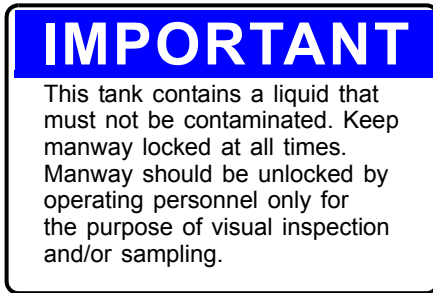 IMPORTANT
This tank contains a liquid that
must not be contaminated. Keep
manway locked at all times.
Manway should be unlocked by
operating personnel only for
the purpose of visual inspection
and/or sampling.